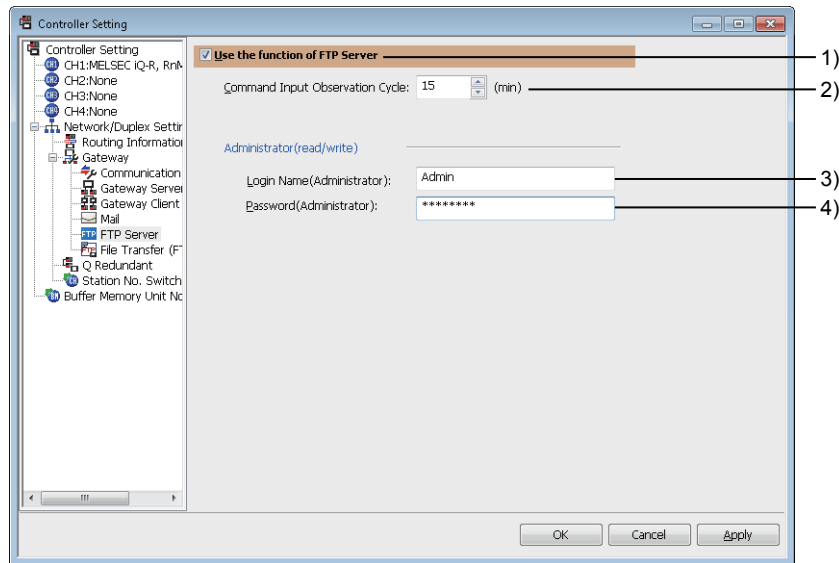 Controller Setting
Controller Setting
CH1:MELSEC iQ-R, RnM
CH2:None
CH3:None
CH4:None
Network/Duplex Settir
Routing Information
Gateway
Communication
Gateway Server
Gateway Client
Mail
FTP Server
File Transfer (FT
Q Redundant
Station No. Switch
Buffer Memory Unit No
Use the function of FTP Server
1)
Command Input Observation Cycle: 15 (min)
2)
Administrator(read/write)
Login Name(Administrator): Admin
3)
Password(Administrator): ********
4)
OK Cancel Apply